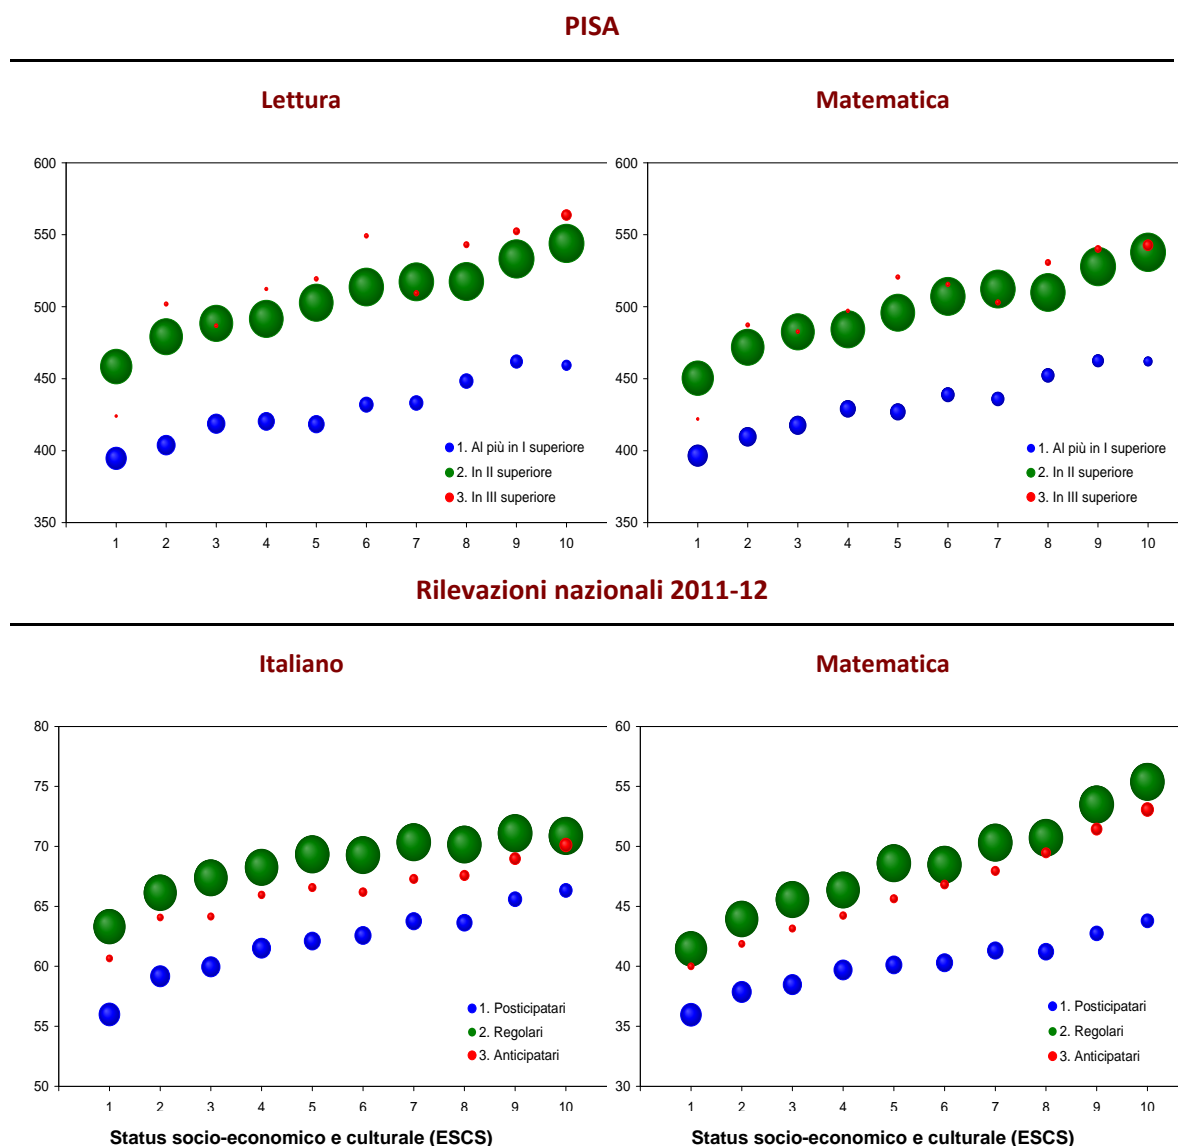 PISA
Lettura
Matematica
600
550
500
450
400
350
1. Al più in I superiore
2. In II superiore
3. In III superiore
1 2 3 4 5 6 7 8 9 10
600
550
500
450
400
350
1. Al più in I superiore
2. In II superiore
3. In III superiore
1 2 3 4 5 6 7 8 9 10
Rilevazioni nazionali 2011-12
Italiano
Matematica
80
75
70
65
60
55
50
1. Posticipatari
2. Regolari
3. Anticipatari
1 2 3 4 5 6 7 8 9 10
Status socio-economico e culturale (ESCS)
60
55
50
45
40
35
30
1. Posticipatari
2. Regolari
3. Anticipatari
1 2 3 4 5 6 7 8 9 10
Status socio-economico e culturale (ESCS)